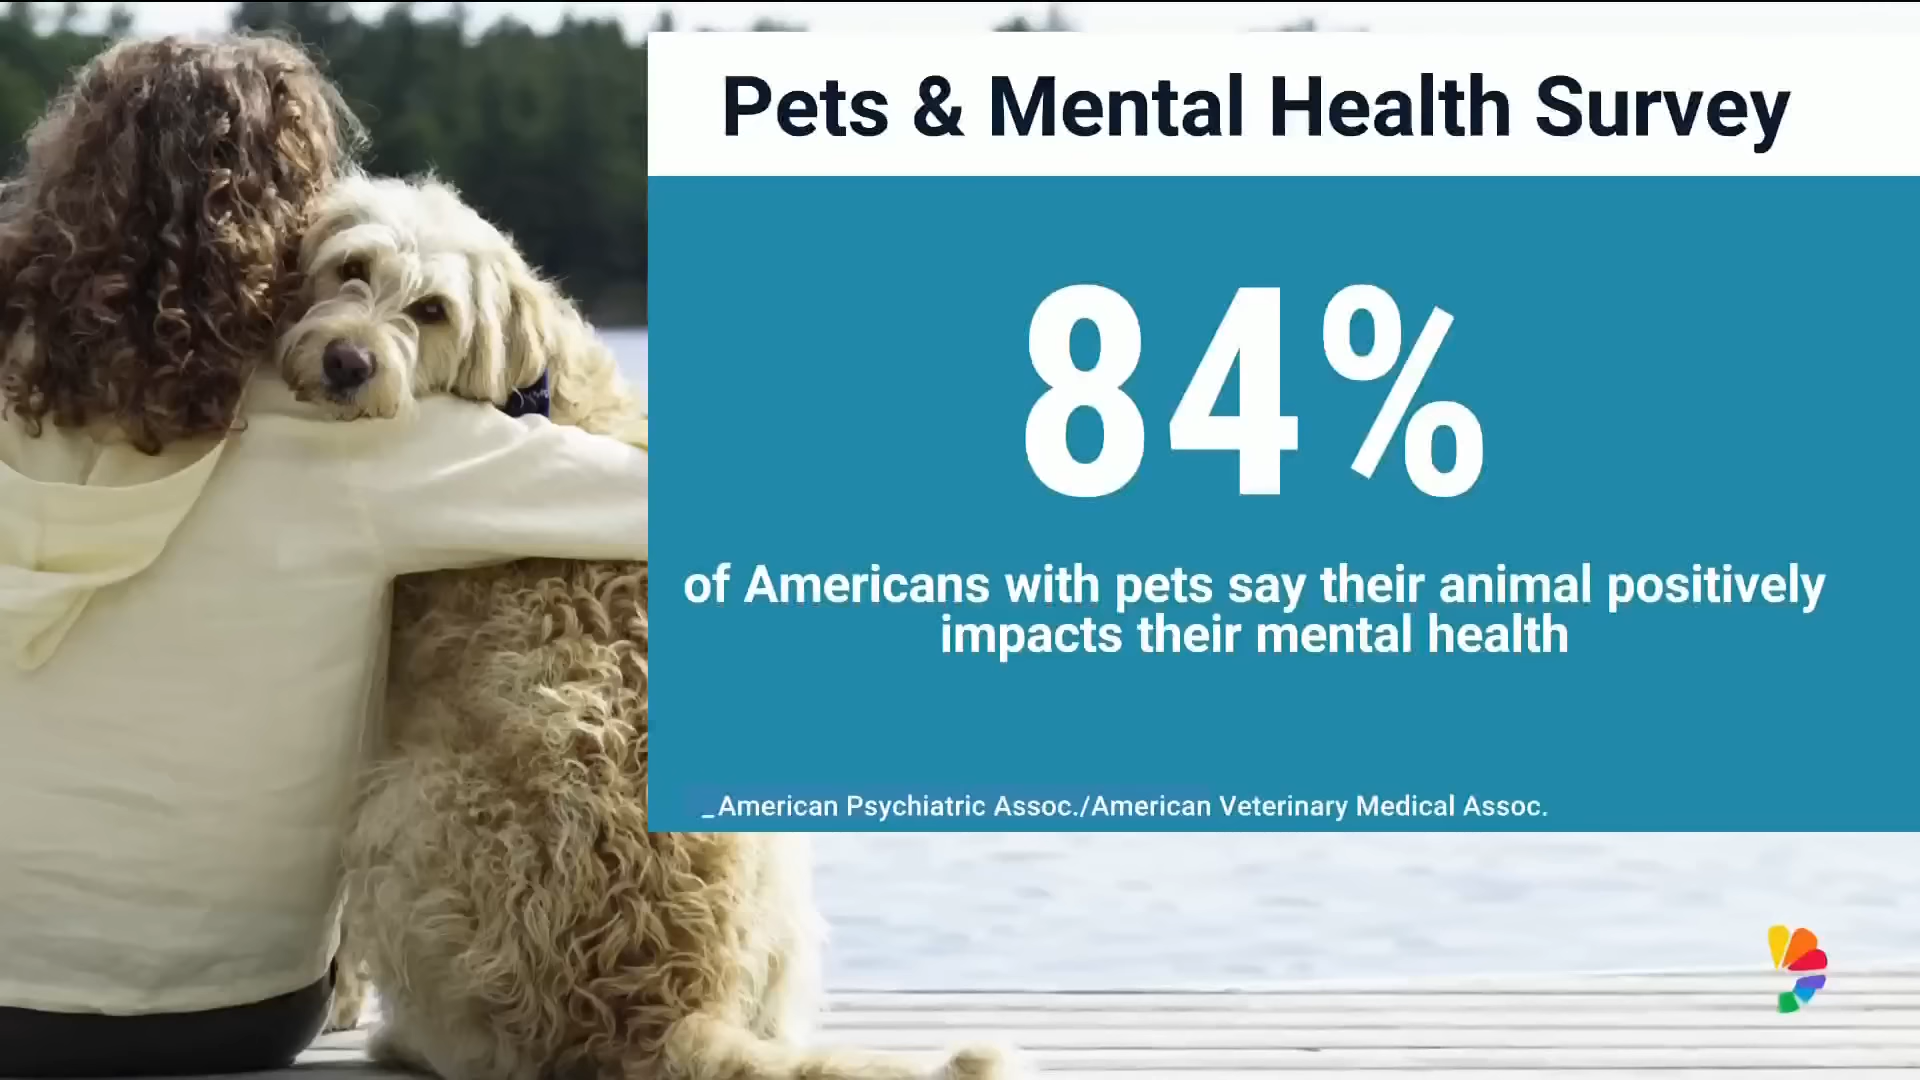 Pets & Mental Health Survey
84%
of Americans with pets say their animal positively
impacts their mental health
_American Psychiatric Assoc./American Veterinary Medical Assoc.